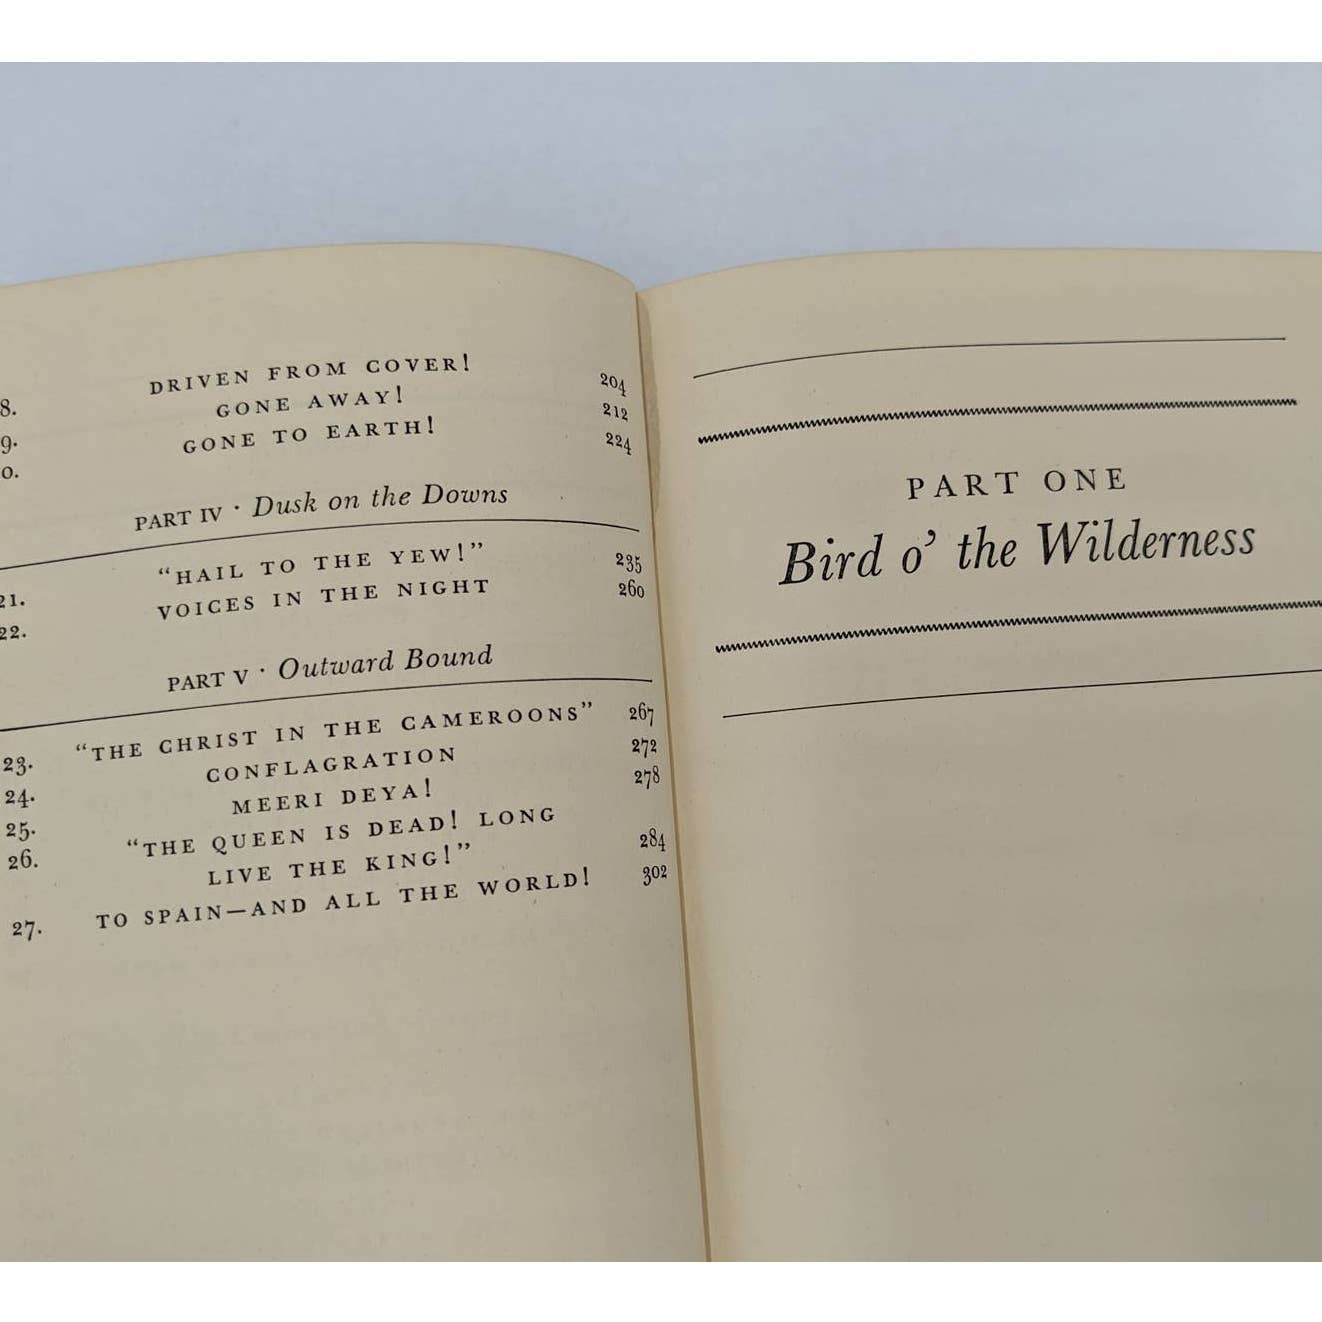 8. DRIVEN FROM COVER! 204
9. GONE AWAY! 212
0. GONE TO EARTH! 224
PART IV · Dusk on the Downs
21. “HAIL TO THE YEW!” 235
22. VOICES IN THE NIGHT 260
PART V · Outward Bound
23. “THE CHRIST IN THE CAMEROONS” 267
24. CONFLAGRATION 272
25. MEERI DEYA! 278
26. “THE QUEEN IS DEAD! LONG
LIVE THE KING!” 284
27. TO SPAIN—AND ALL THE WORLD! 302
PART ONE
Bird o’ the Wilderness